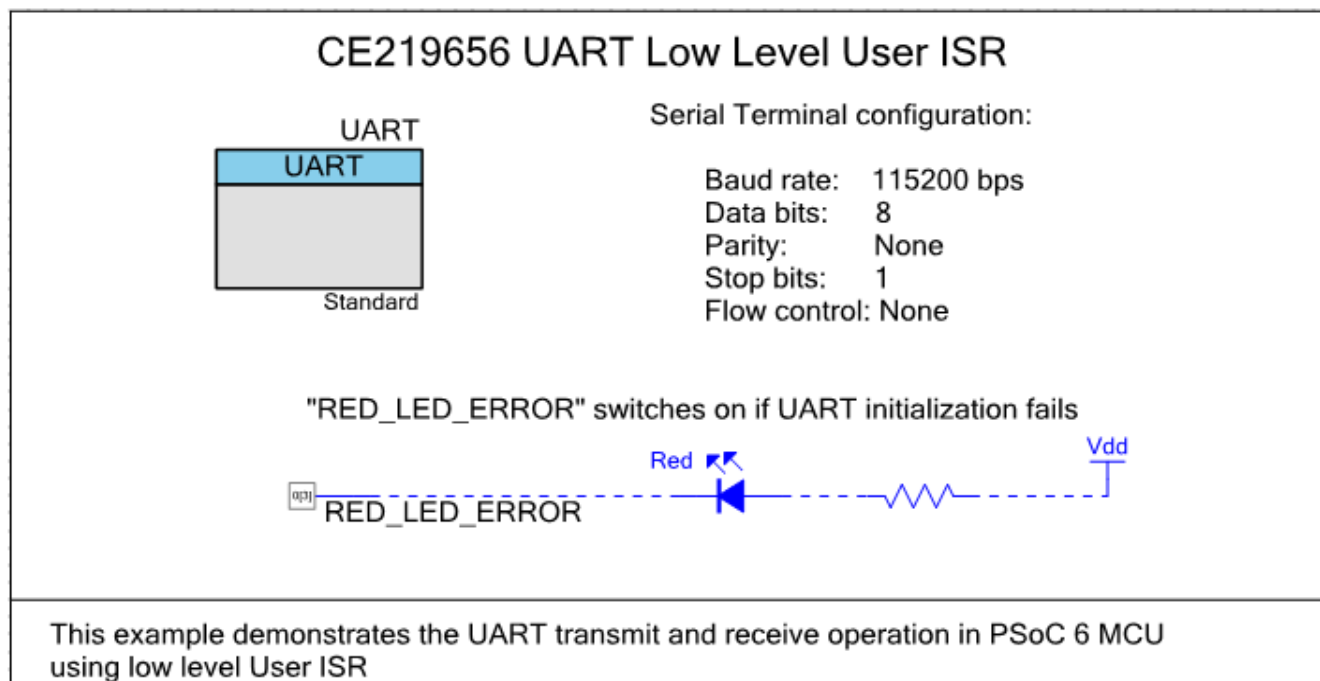 CE219656 UART Low Level User ISR
UART
UART
Standard
Serial Terminal configuration:
Baud rate: 115200 bps
Data bits: 8
Parity: None
Stop bits: 1
Flow control: None
"RED_LED_ERROR" switches on if UART initialization fails
Red
Vdd
0[3]
RED_LED_ERROR
This example demonstrates the UART transmit and receive operation in PSoC 6 MCU
using low level User ISR